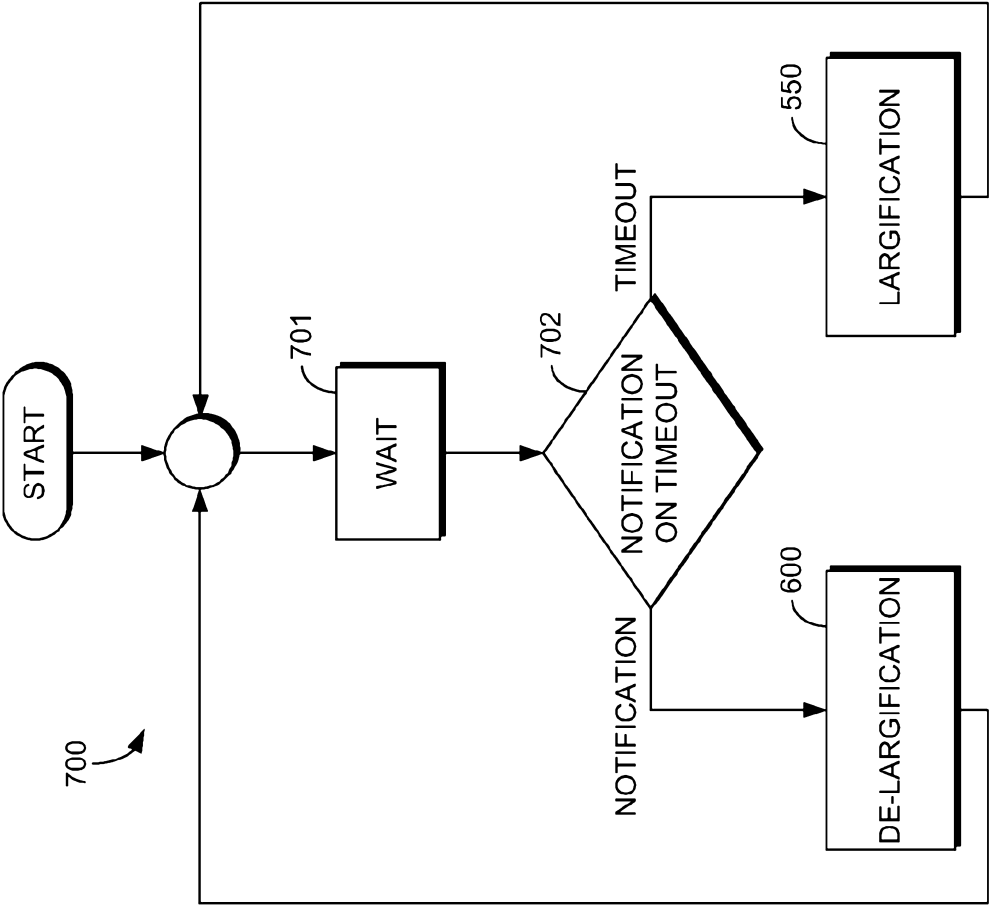 700
START
701
WAIT
702
NOTIFICATION
ON TIMEOUT
NOTIFICATION
TIMEOUT
600
DE-LARGIFICATION
550
LARGIFICATION